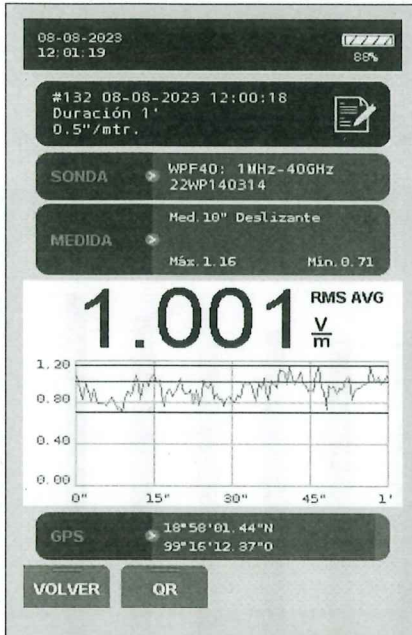 08-08-2023
12:01:19
88%
#132 08-08-2023 12:00:18
Duración 1'
0.5"/mtr.
SONDA
WPF40: 1MHz-40GHz
22WP140314
MEDIDA
Med.10" Deslizante
Máx.1.16 Min.0.71
1.001 RMS AVG
V/m
1.20
0.80
0.40
0.00
0" 15" 30" 45" 1'
GPS
18°58'01.44"N
99°16'12.37"O
VOLVER QR